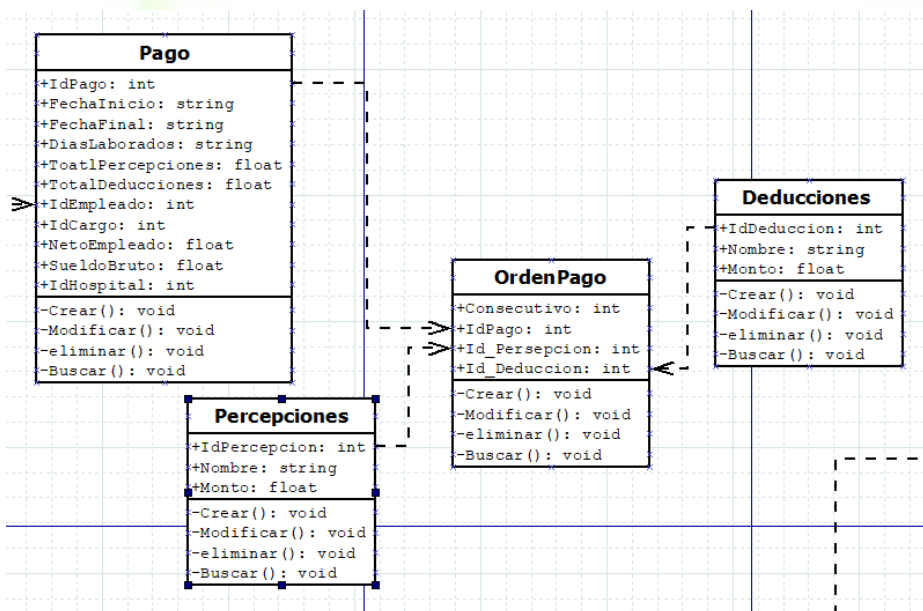 Pago
+IdPago: int
+FechaInicio: string
+FechaFinal: string
+DiasLaborados: string
+ToatlPercepciones: float
+TotalDeducciones: float
+IdEmpleado: int
+IdCargo: int
+NetoEmpleado: float
+SueldoBruto: float
+IdHospital: int
-Crear(): void
-Modificar(): void
-eliminar(): void
-Buscar(): void
Percepciones
+IdPercepcion: int
+Nombre: string
+Monto: float
-Crear(): void
-Modificar(): void
-eliminar(): void
-Buscar(): void
OrdenPago
+Consecutivo: int
+IdPago: int
+Id_Persepcion: int
+Id_Deduccion: int
-Crear(): void
-Modificar(): void
-eliminar(): void
-Buscar(): void
Deducciones
+IdDeduccion: int
+Nombre: string
+Monto: float
-Crear(): void
-Modificar(): void
-eliminar(): void
-Buscar(): void